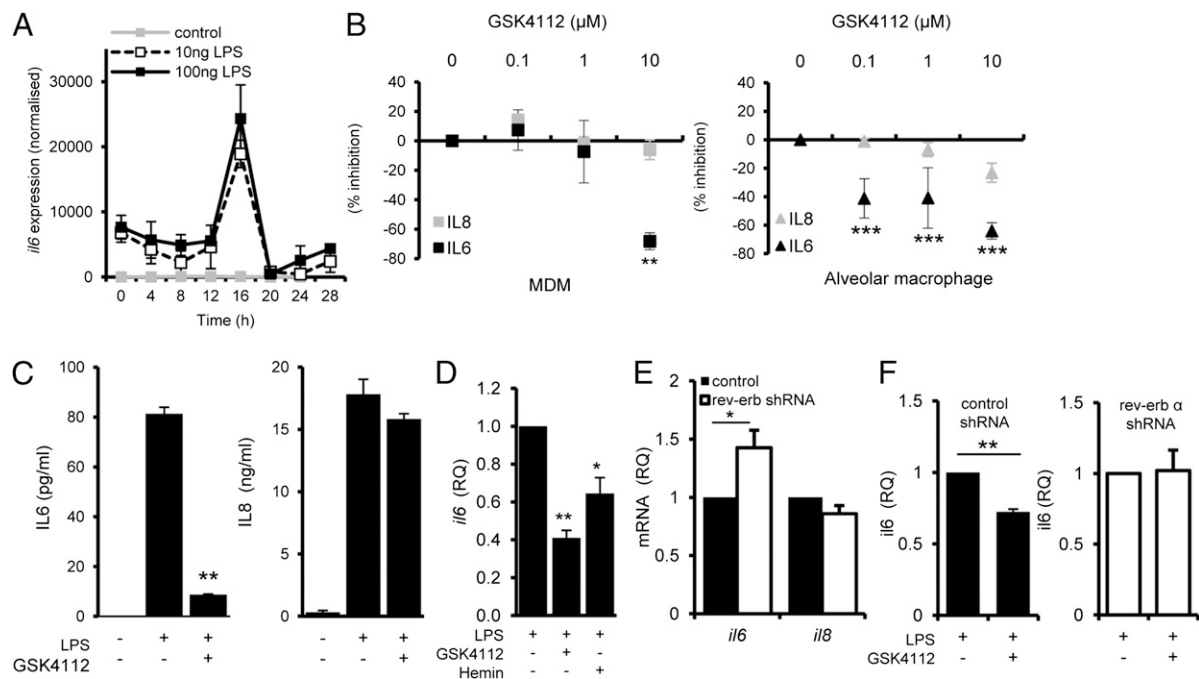 A
control
10ng LPS
100ng LPS
il6 expression (normalised)
30000
20000
10000
0
0 4 8 12 16 20 24 28
Time (h)
B
GSK4112 (µM)
0 0.1 1 10
40
20
0
-20
-40
-60
-80
(% inhibition)
IL8
IL6
**
MDM
GSK4112 (µM)
0 0.1 1 10
40
20
0
-20
-40
-60
-80
(% inhibition)
IL8
IL6
*** *** ***
Alveolar macrophage
C
IL6
(pg/ml)
100
80
60
40
20
0
**
LPS - + +
GSK4112 - - +
IL8 (ng/ml)
20
15
10
5
0
- + +
- - +
D
il6 (RQ)
1.2
1.0
0.8
0.6
0.4
0.2
0.0
**
*
LPS + + +
GSK4112 - + -
Hemin - - +
E
control
rev-erb shRNA
mRNA (RQ)
2
1.5
1
0.5
0
*
il6 il8
F
il6
(RQ)
1.5
1
0.5
0
control
shRNA
**
LPS + +
GSK4112 - +
il6 (RQ)
1.5
1
0.5
0
rev-erb α
shRNA
+ +
- +